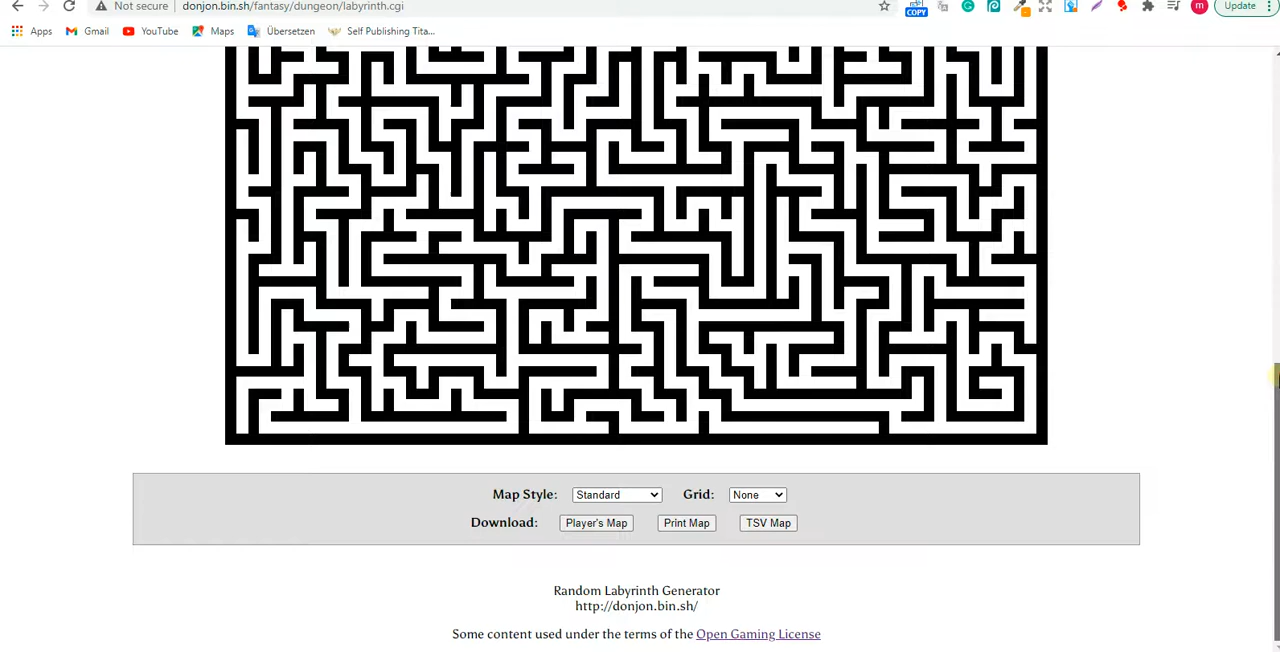 Not secure donjon.bin.sh/fantasy/dungeon/labyrinth.cgi COPY m Update
Apps Gmail YouTube Maps Übersetzen Self Publishing Tita...
Map Style: Standard Grid: None
Download: Player's Map Print Map TSV Map
Random Labyrinth Generator
http://donjon.bin.sh/
Some content used under the terms of the Open Gaming License